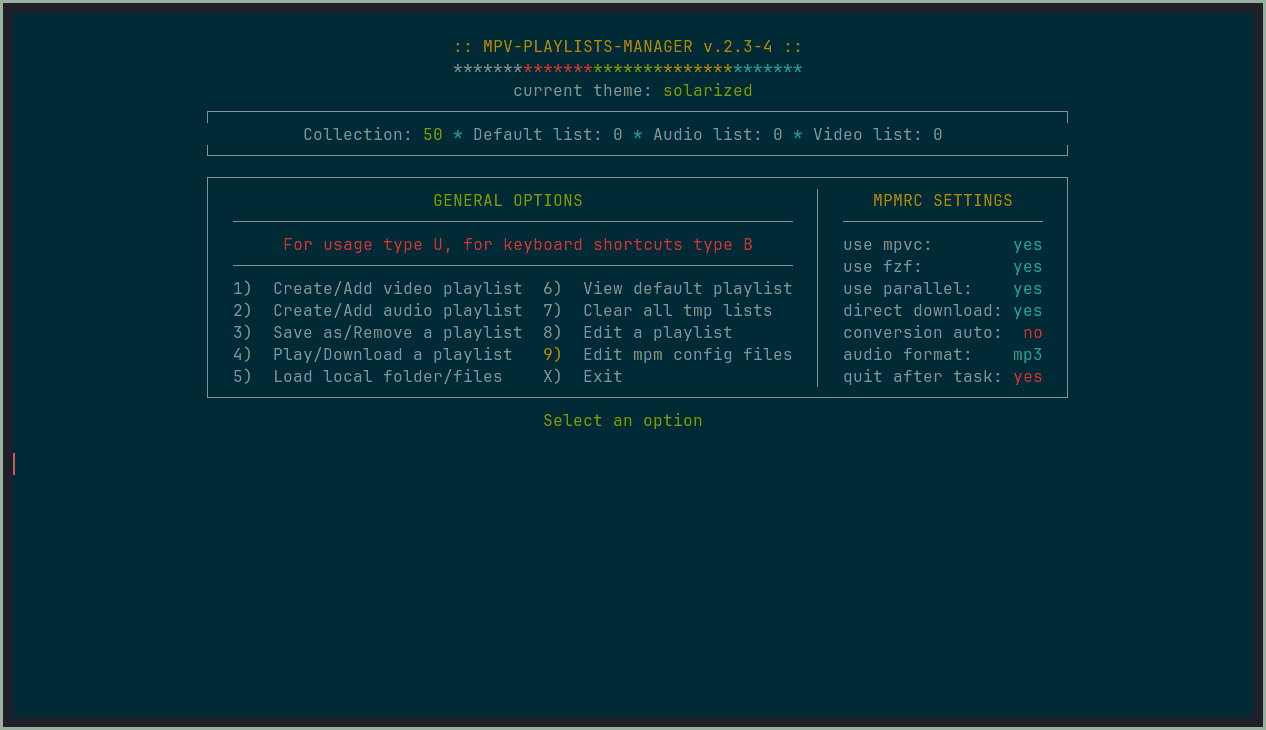 :: MPV-PLAYLISTS-MANAGER v.2.3-4 ::
***********************************
current theme: solarized
Collection: 50 * Default list: 0 * Audio list: 0 * Video list: 0
GENERAL OPTIONS
For usage type U, for keyboard shortcuts type B
1) Create/Add video playlist 6) View default playlist
2) Create/Add audio playlist 7) Clear all tmp lists
3) Save as/Remove a playlist 8) Edit a playlist
4) Play/Download a playlist 9) Edit mpm config files
5) Load local folder/files X) Exit
MPMRC SETTINGS
use mpvc: yes
use fzf: yes
use parallel: yes
direct download: yes
conversion auto: no
audio format: mp3
quit after task: yes
Select an option